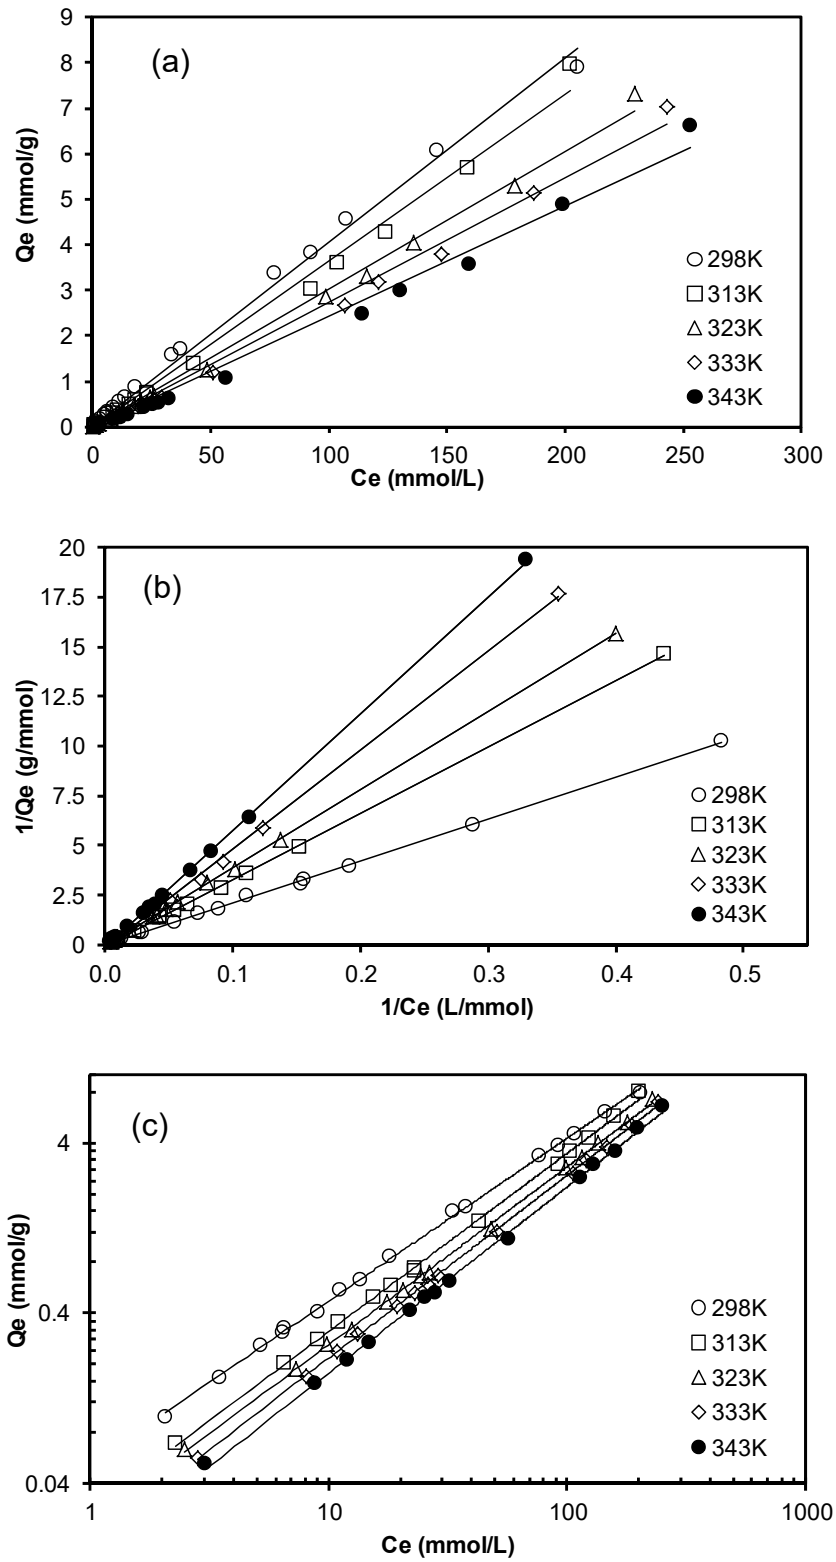 (a)
9
8
7
6
5
4
3
2
1
0
Qe (mmol/g)
298K
313K
323K
333K
343K
0 50 100 150 200 250 300
Ce (mmol/L)
(b)
20
17.5
15
12.5
10
7.5
5
2.5
0
1/Qe (g/mmol)
298K
313K
323K
333K
343K
0.0 0.1 0.2 0.3 0.4 0.5
1/Ce (L/mmol)
(c)
4
0.4
0.04
Qe (mmol/g)
298K
313K
323K
333K
343K
1 10 100 1000
Ce (mmol/L)